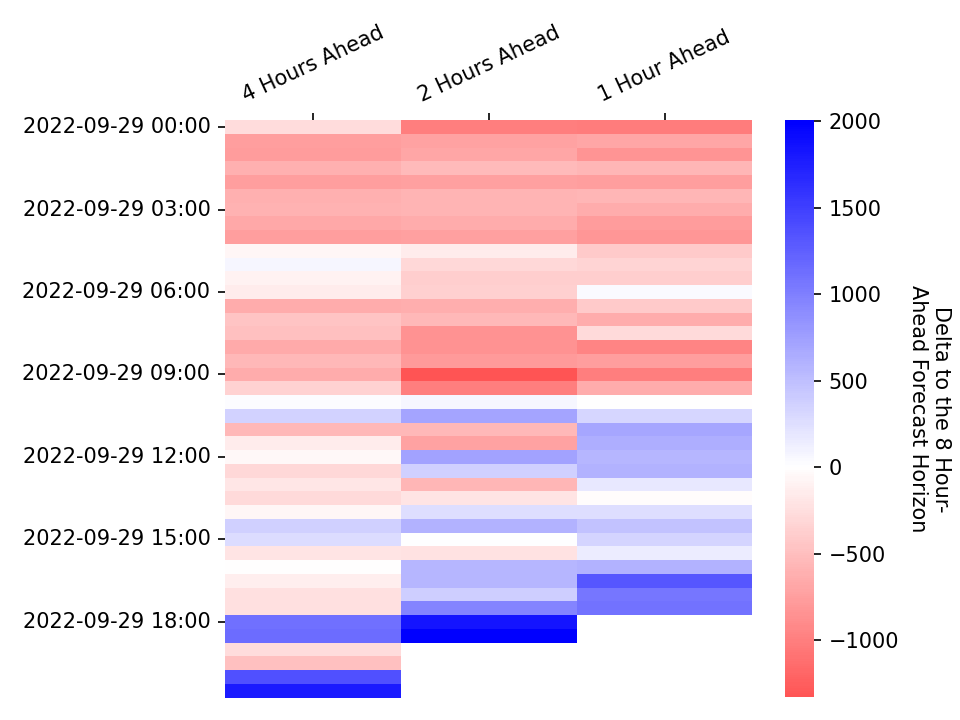 4 Hours Ahead
2 Hours Ahead
1 Hour Ahead
2022-09-29 00:00
2022-09-29 03:00
2022-09-29 06:00
2022-09-29 09:00
2022-09-29 12:00
2022-09-29 15:00
2022-09-29 18:00
2000
1500
1000
500
0
−500
−1000
Delta to the 8 Hour-
Ahead Forecast Horizon